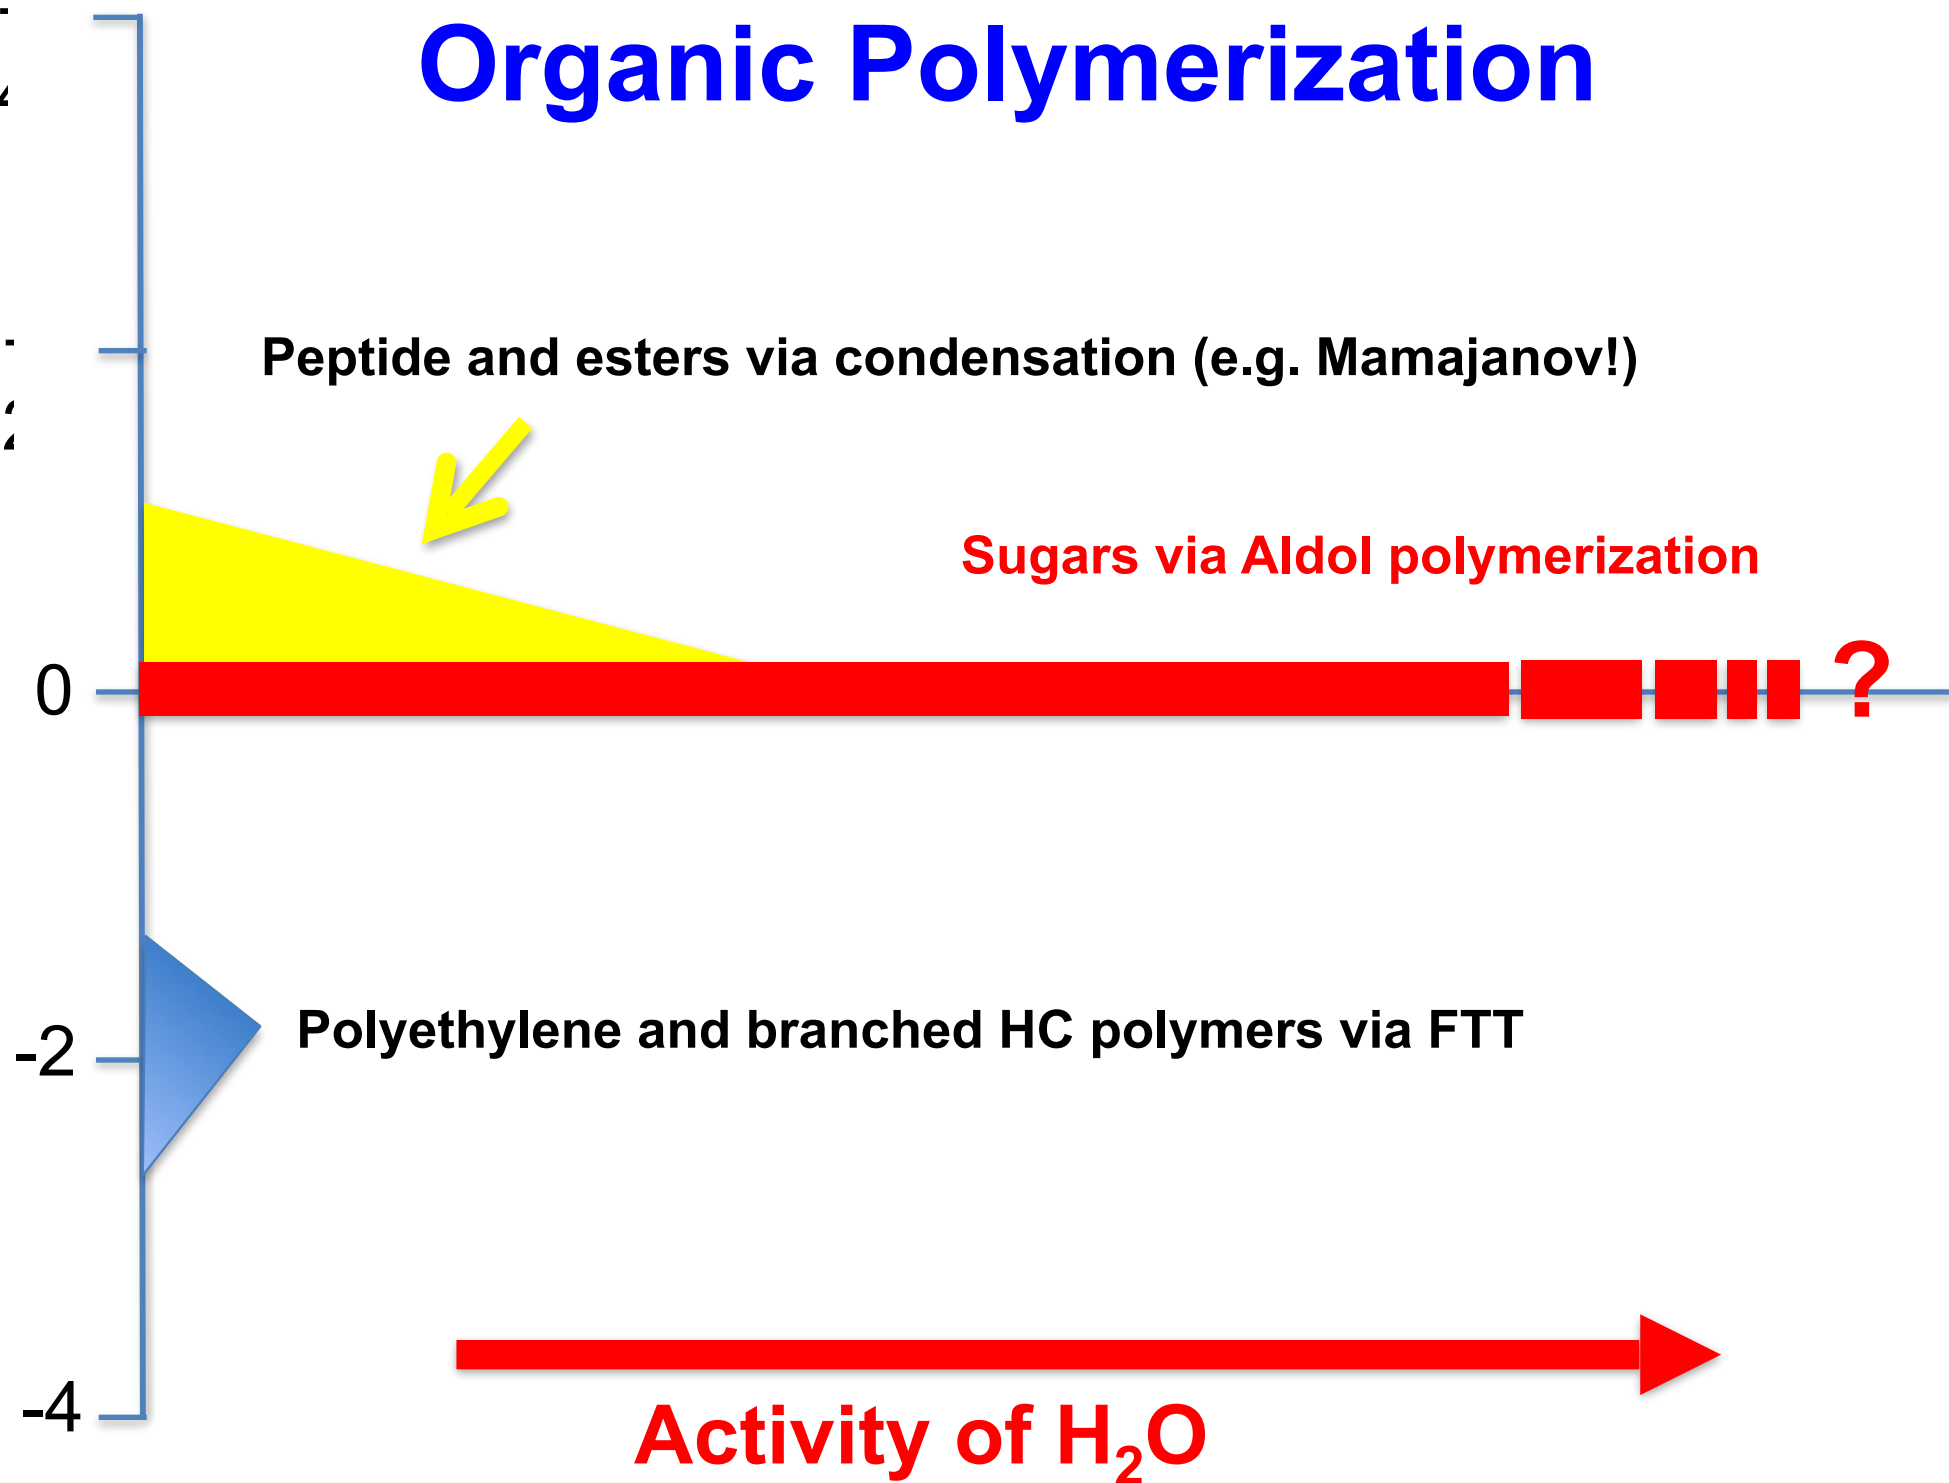 Organic Polymerization
Peptide and esters via condensation (e.g. Mamajanov!)
Sugars via Aldol polymerization
0
?
Polyethylene and branched HC polymers via FTT
-2
-4
Activity of H₂O